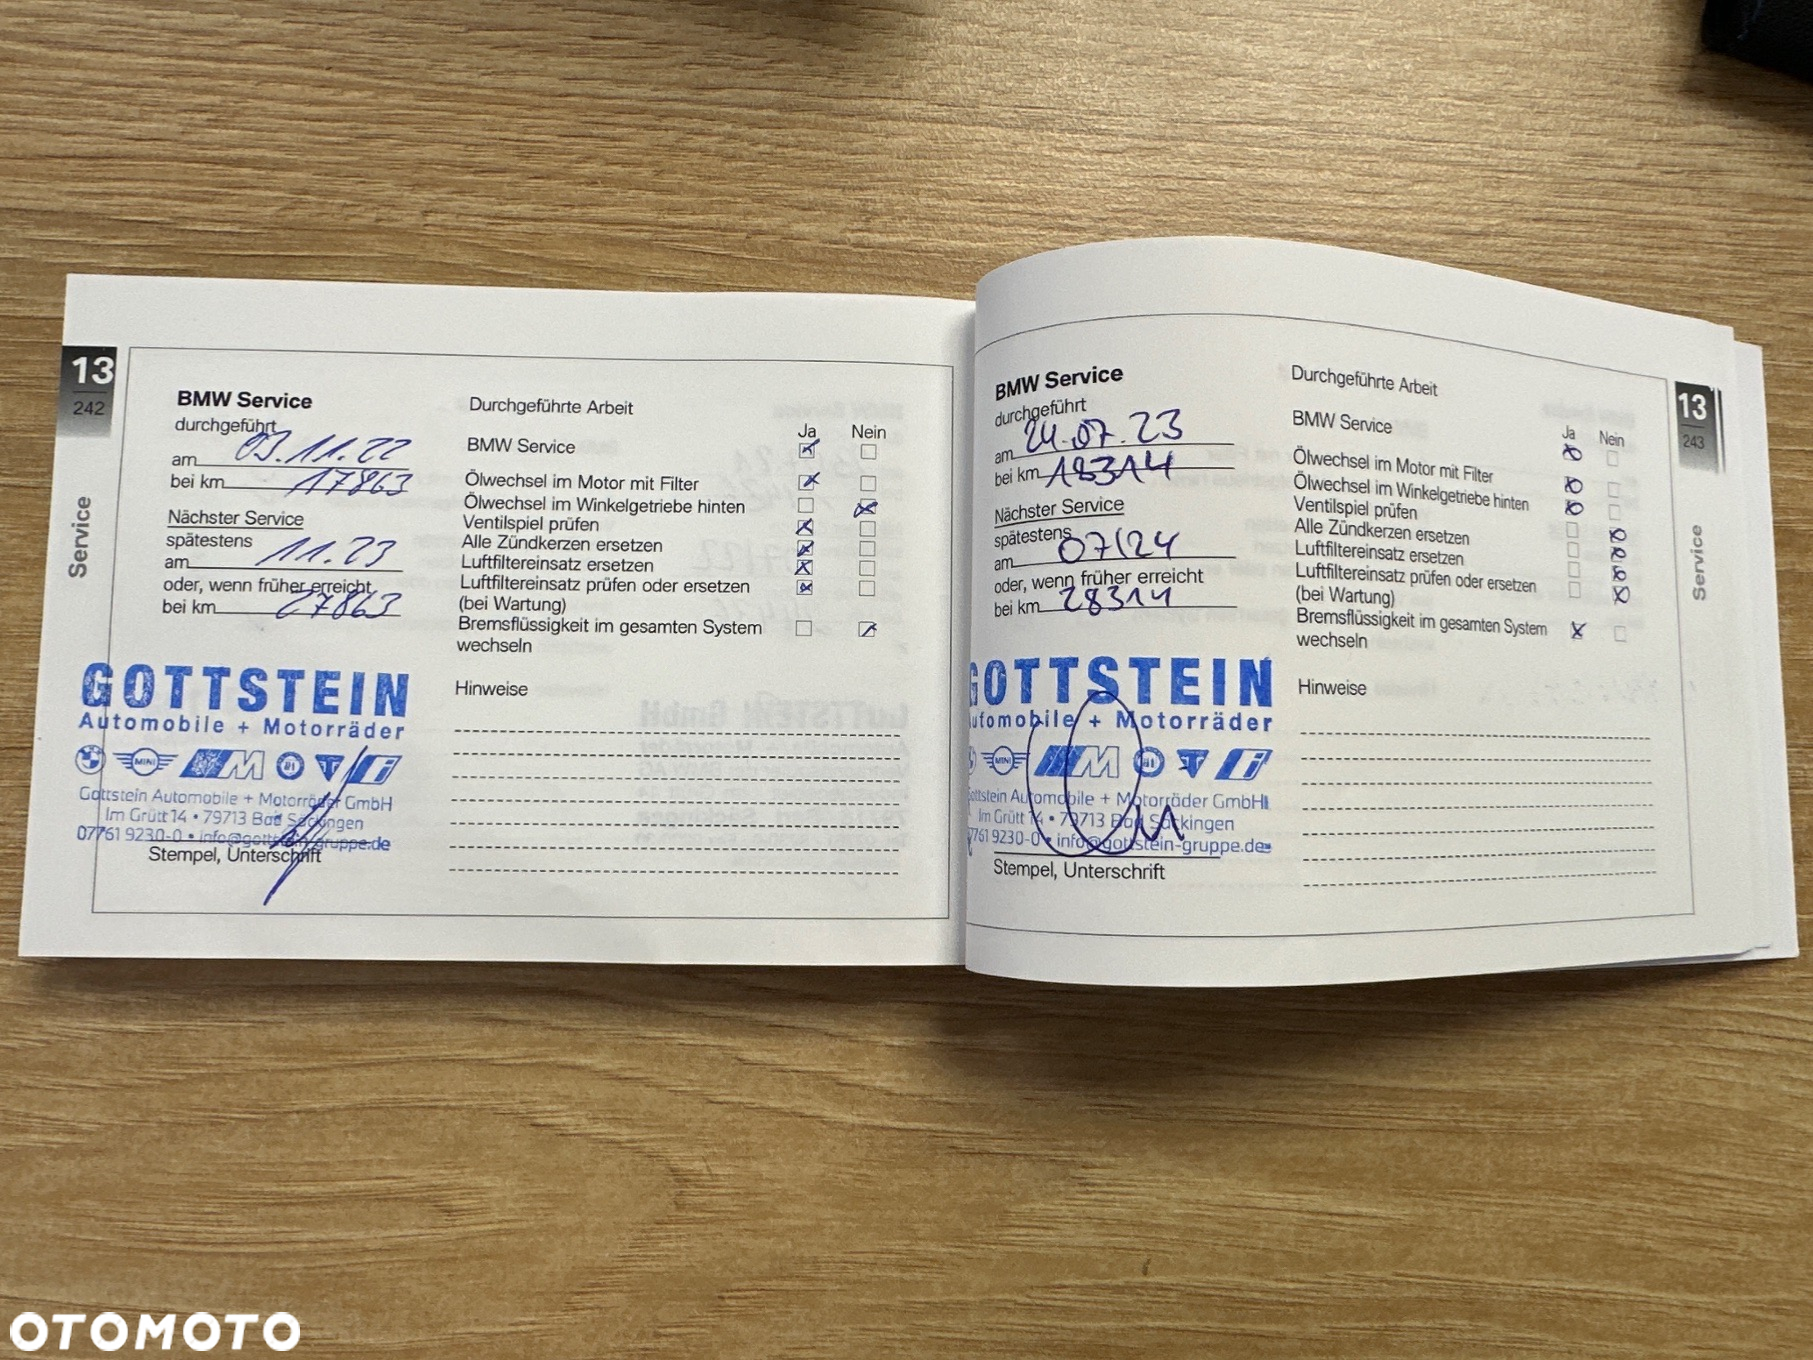 13
242
Service
BMW Service
durchgeführt
am 03.11.22
bei km 17863
Nächster Service
spätestens
am 11.23
oder, wenn früher erreicht
bei km 27863
GOTTSTEIN
Automobile + Motorräder
MINI M i
Gottstein Automobile + Motorräder GmbH
Im Grütt 14 • 79713 Bad Säckingen
07761 9230-0 • info@gottstein-gruppe.de
Stempel, Unterschrift
Durchgeführte Arbeit
Ja Nein
BMW Service
Ölwechsel im Motor mit Filter
Ölwechsel im Winkelgetriebe hinten
Ventilspiel prüfen
Alle Zündkerzen ersetzen
Luftfiltereinsatz ersetzen
Luftfiltereinsatz prüfen oder ersetzen
(bei Wartung)
Bremsflüssigkeit im gesamten System
wechseln
Hinweise
BMW Service
durchgeführt
am 24.07.23
bei km 18314
Nächster Service
spätestens
am 07/24
oder, wenn früher erreicht
bei km 28314
GOTTSTEIN
Automobile + Motorräder
MINI M i
Gottstein Automobile + Motorräder GmbH
Im Grütt 14 • 79713 Bad Säckingen
07761 9230-0 • info@gottstein-gruppe.de
Stempel, Unterschrift
Durchgeführte Arbeit
Ja Nein
BMW Service
Ölwechsel im Motor mit Filter
Ölwechsel im Winkelgetriebe hinten
Ventilspiel prüfen
Alle Zündkerzen ersetzen
Luftfiltereinsatz ersetzen
Luftfiltereinsatz prüfen oder ersetzen
(bei Wartung)
Bremsflüssigkeit im gesamten System
wechseln
Hinweise
13
243
Service
OTOMOTO